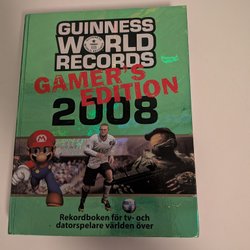 GUINNESS
WORLD
RECORDS
GAMER'S
EDITION
2008
Rekordboken för tv- och
datorspelare världen över